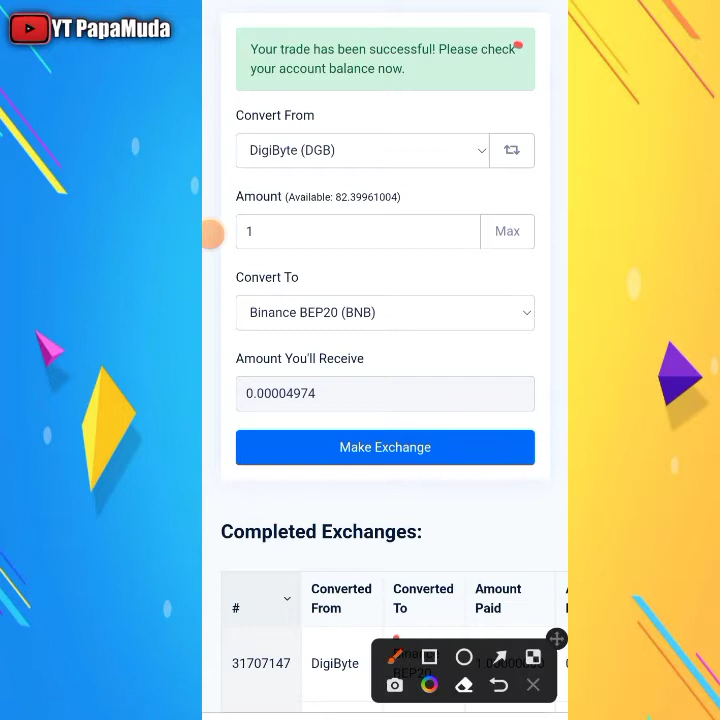 YT PapaMuda
Your trade has been successful! Please check
your account balance now.
Convert From
DigiByte (DGB)
Amount (Available: 82.39961004)
1
Max
Convert To
Binance BEP20 (BNB)
Amount You'll Receive
0.00004974
Make Exchange
Completed Exchanges:
Converted Converted Amount
# From To Paid
31707147 DigiByte
BEP20